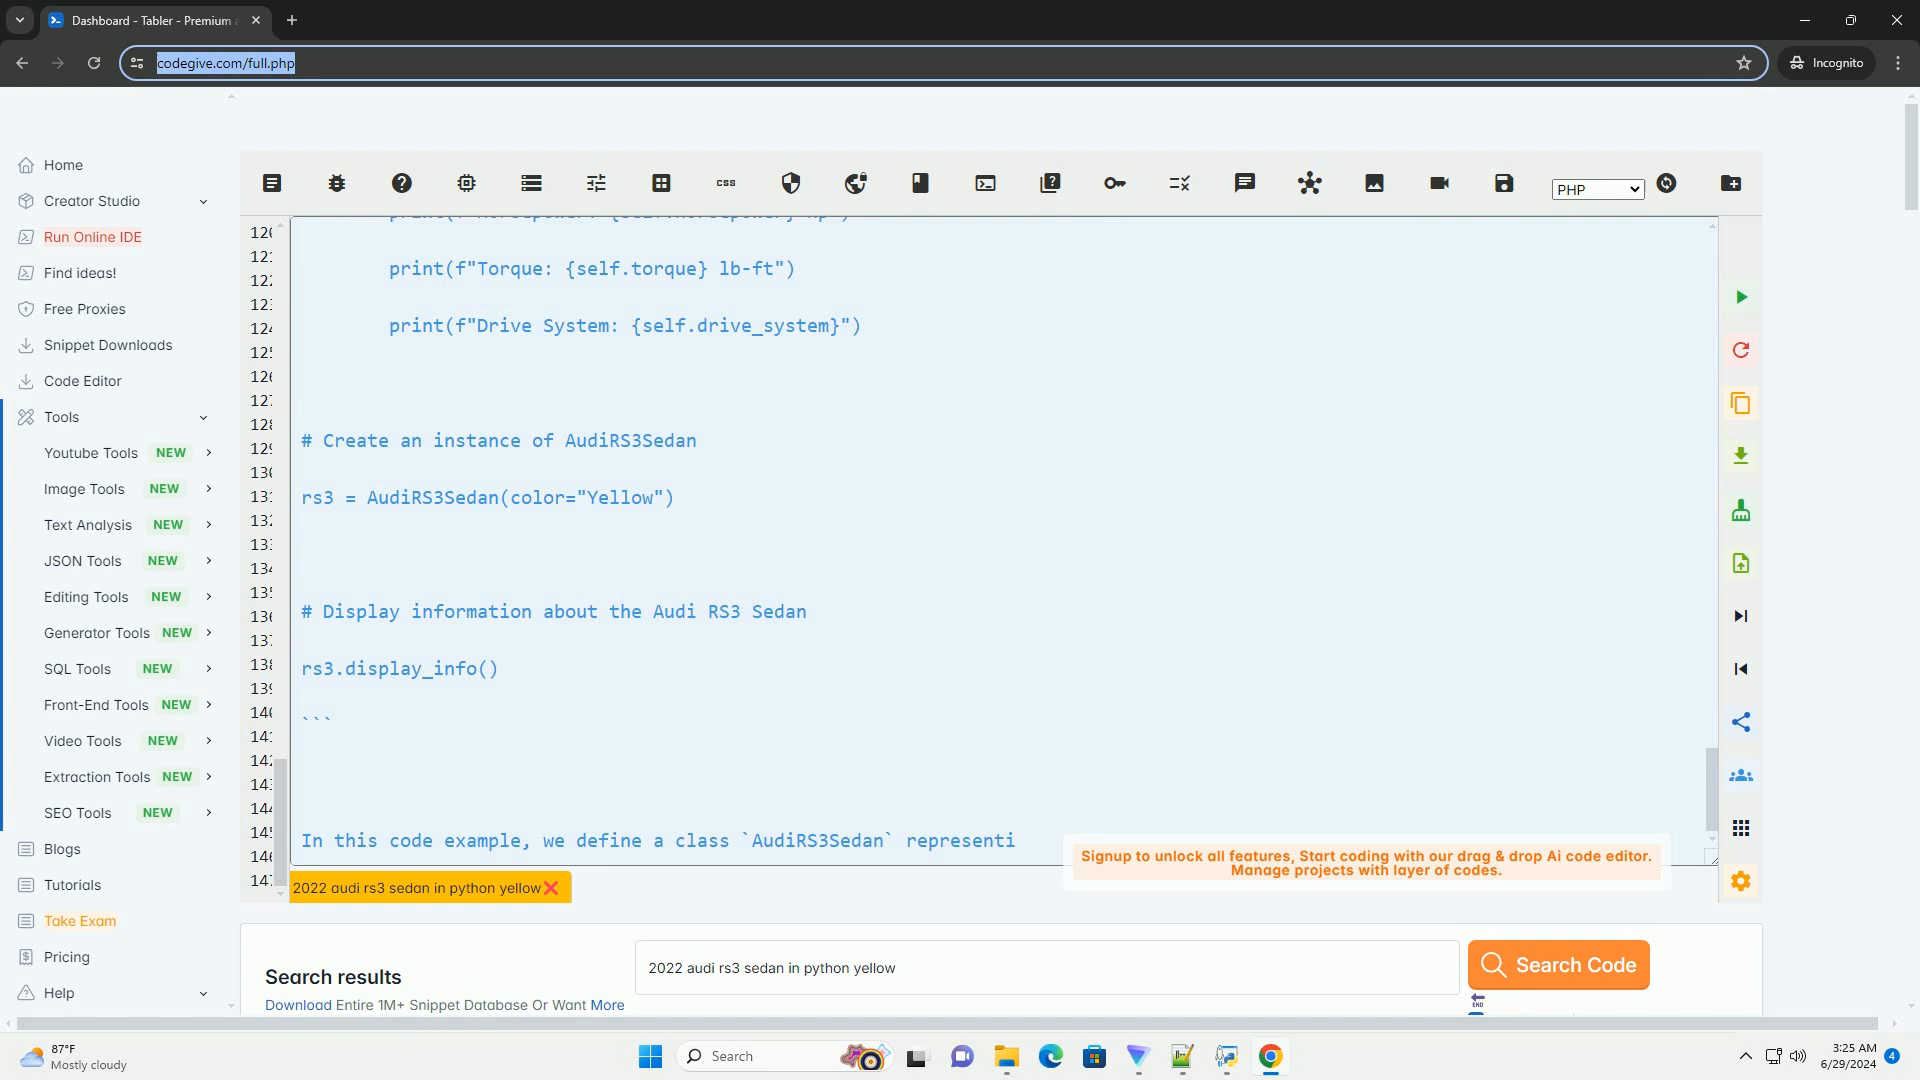 Dashboard - Tabler - Premium
codegive.com/full.php
Incognito
Home
Creator Studio
Run Online IDE
Find ideas!
Free Proxies
Snippet Downloads
Code Editor
Tools
Youtube Tools NEW
Image Tools NEW
Text Analysis NEW
JSON Tools NEW
Editing Tools NEW
Generator Tools NEW
SQL Tools NEW
Front-End Tools NEW
Video Tools NEW
Extraction Tools NEW
SEO Tools NEW
Blogs
Tutorials
Take Exam
Pricing
Help
css
PHP
print(f"Torque: {self.torque} lb-ft")
print(f"Drive System: {self.drive_system}")
# Create an instance of AudiRS3Sedan
rs3 = AudiRS3Sedan(color="Yellow")
# Display information about the Audi RS3 Sedan
rs3.display_info()
```
In this code example, we define a class `AudiRS3Sedan` representi
Signup to unlock all features, Start coding with our drag & drop Ai code editor.
Manage projects with layer of codes.
2022 audi rs3 sedan in python yellow
Search results
Download Entire 1M+ Snippet Database Or Want More
2022 audi rs3 sedan in python yellow
Search Code
END
87°F
Mostly cloudy
Search
3:25 AM
6/29/2024
4